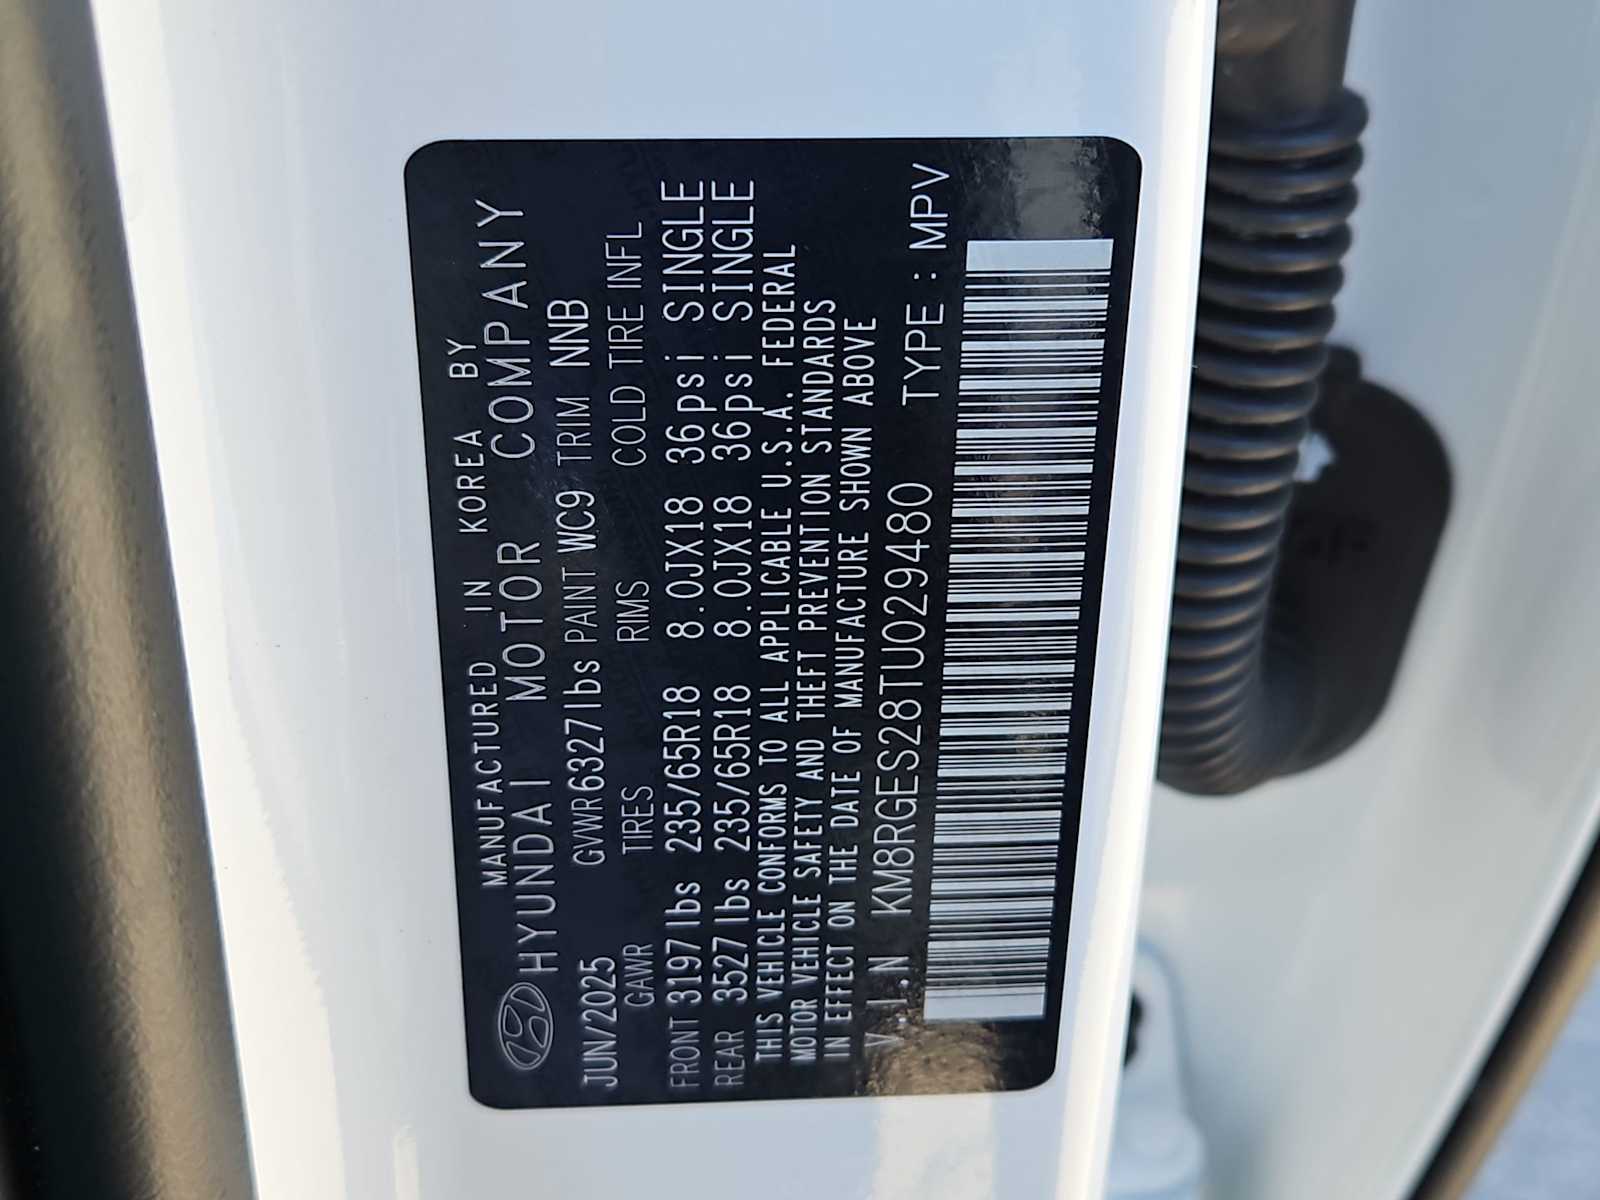 MANUFACTURED IN KOREA BY
HYUNDAI MOTOR COMPANY
JUN/2025 GVWR6327lbs PAINT WC9 TRIM NNB
GAWR TIRES RIMS COLD TIRE INFL
FRONT 3197lbs 235/65R18 8.0JX18 36psi SINGLE
REAR 3527lbs 235/65R18 8.0JX18 36psi SINGLE
THIS VEHICLE CONFORMS TO ALL APPLICABLE U.S.A. FEDERAL
MOTOR VEHICLE SAFETY AND THEFT PREVENTION STANDARDS
IN EFFECT ON THE DATE OF MANUFACTURE SHOWN ABOVE
V.I.N KM8RGES28TU029480 TYPE : MPV